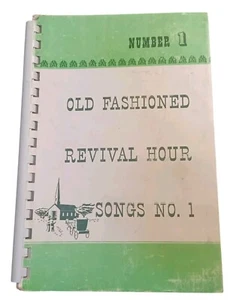 NUMBER 1
OLD FASHIONED
REVIVAL HOUR
SONGS NO. 1